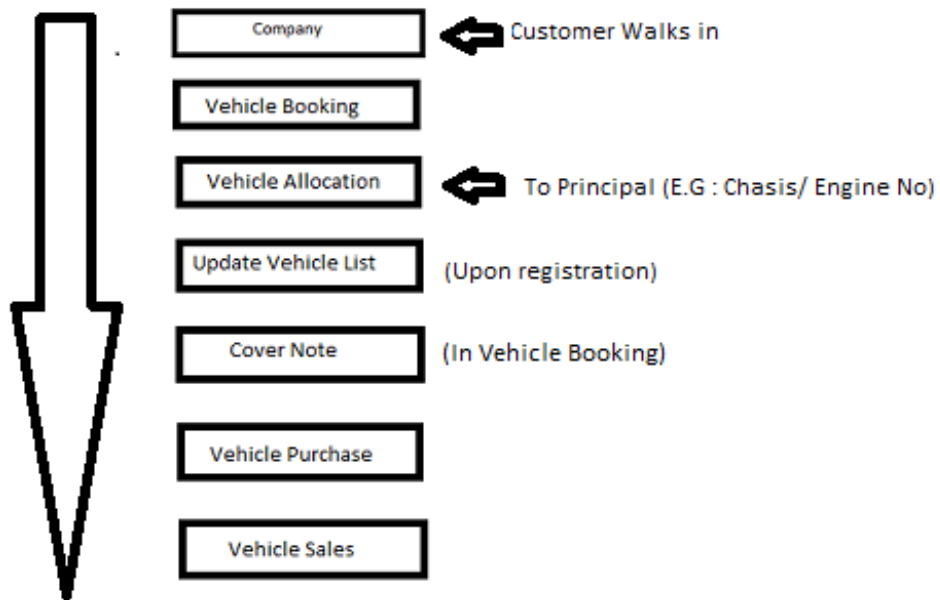 Company
Customer Walks in
Vehicle Booking
Vehicle Allocation
To Principal (E.G : Chasis/ Engine No)
Update Vehicle List
(Upon registration)
Cover Note
(In Vehicle Booking)
Vehicle Purchase
Vehicle Sales